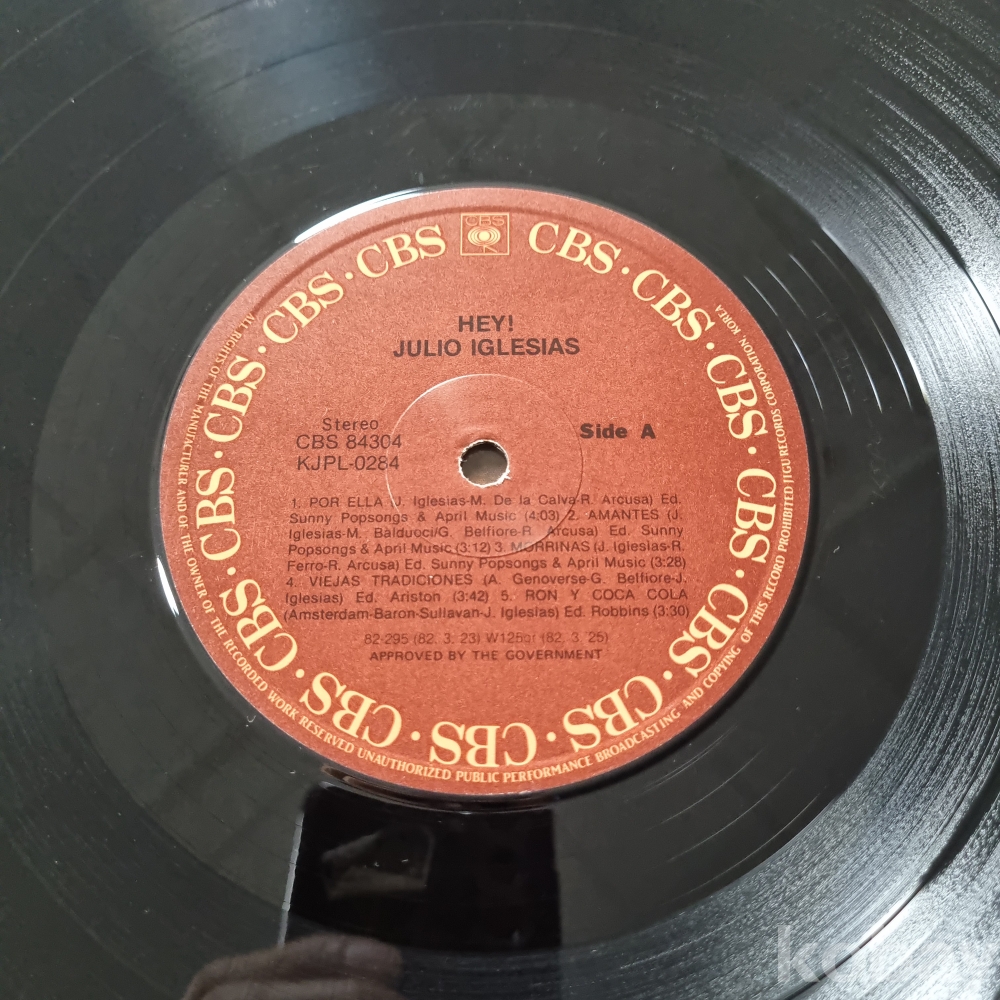 CBS
CBS · CBS · CBS · CBS · CBS · CBS · CBS · CBS · CBS · CBS · CBS · CBS · CBS · CBS
HEY!
JULIO IGLESIAS
Stereo
CBS 84304
KJPL-0284
Side A
1. POR ELLA (J. Iglesias-M. De la Calva-R. Arcusa) Ed.
Sunny Popsongs & April Music (4:03) 2. AMANTES (J.
Iglesias-M. Balduoci/G. Belfiore-R. Arcusa) Ed. Sunny
Popsongs & April Music (3:12) 3. MORRINAS (J. Iglesias-R.
Ferro-R. Arcusa) Ed. Sunny Popsongs & April Music (3:28)
4. VIEJAS TRADICIONES (A. Genoverse-G. Belfiore-J.
Iglesias) Ed. Ariston (3:42) 5. RON Y COCA COLA
(Amsterdam-Baron-Sullavan-J. Iglesias) Ed. Robbins (3:30)
82-295 (82. 3. 23) (82. 3. 25)
APPROVED BY THE GOVERNMENT
ALL RIGHTS OF THE MANUFACTURER AND OF THE OWNER OF THE RECORDED WORK RESERVED UNAUTHORIZED PUBLIC PERFORMANCE BROADCASTING AND COPYING OF THIS RECORD PROHIBITED JIGU RECORDS CORPORATION KOREA